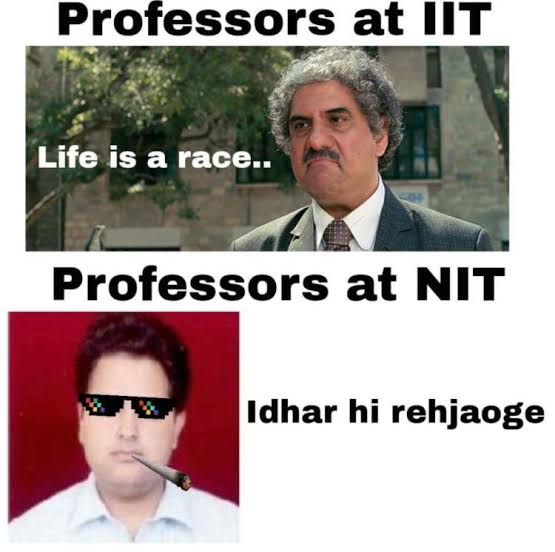 Professors at IIT
Life is a race..
Professors at NIT
Idhar hi rehjaoge